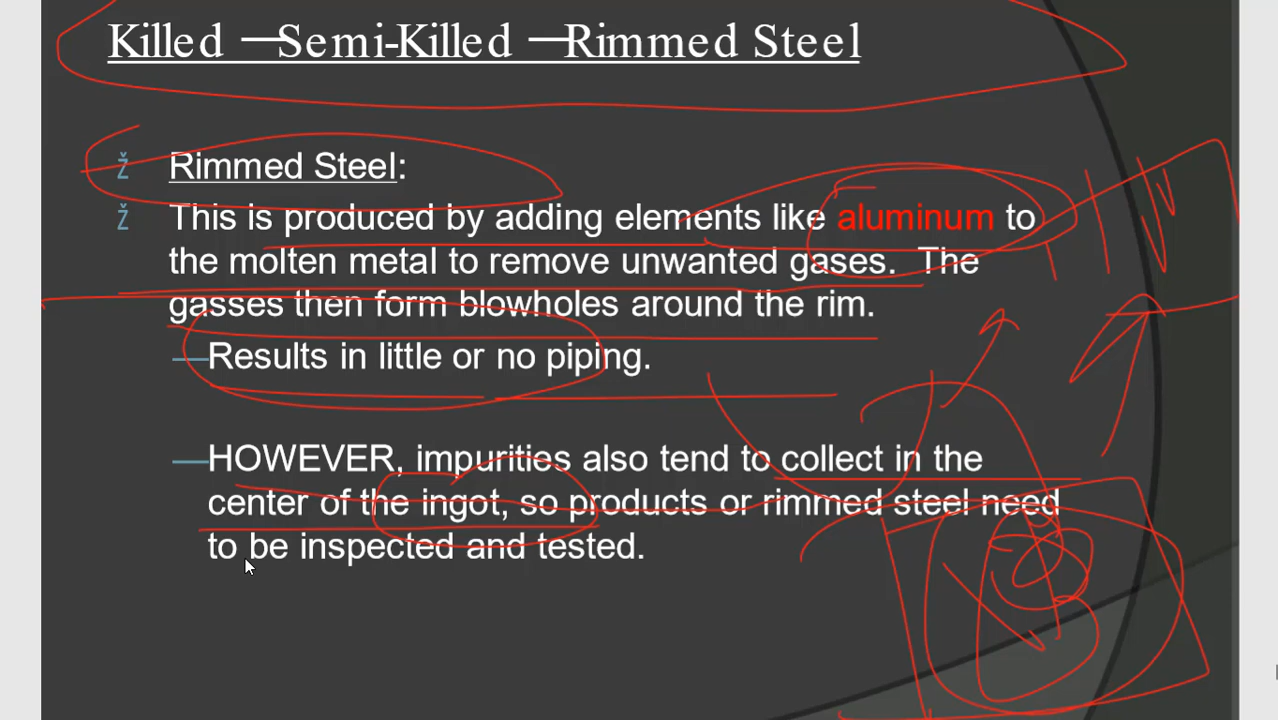 Killed –Semi-Killed –Rimmed Steel
ž Rimmed Steel:
ž This is produced by adding elements like aluminum to
the molten metal to remove unwanted gases. The
gasses then form blowholes around the rim.
—Results in little or no piping.
—HOWEVER, impurities also tend to collect in the
center of the ingot, so products or rimmed steel need
to be inspected and tested.